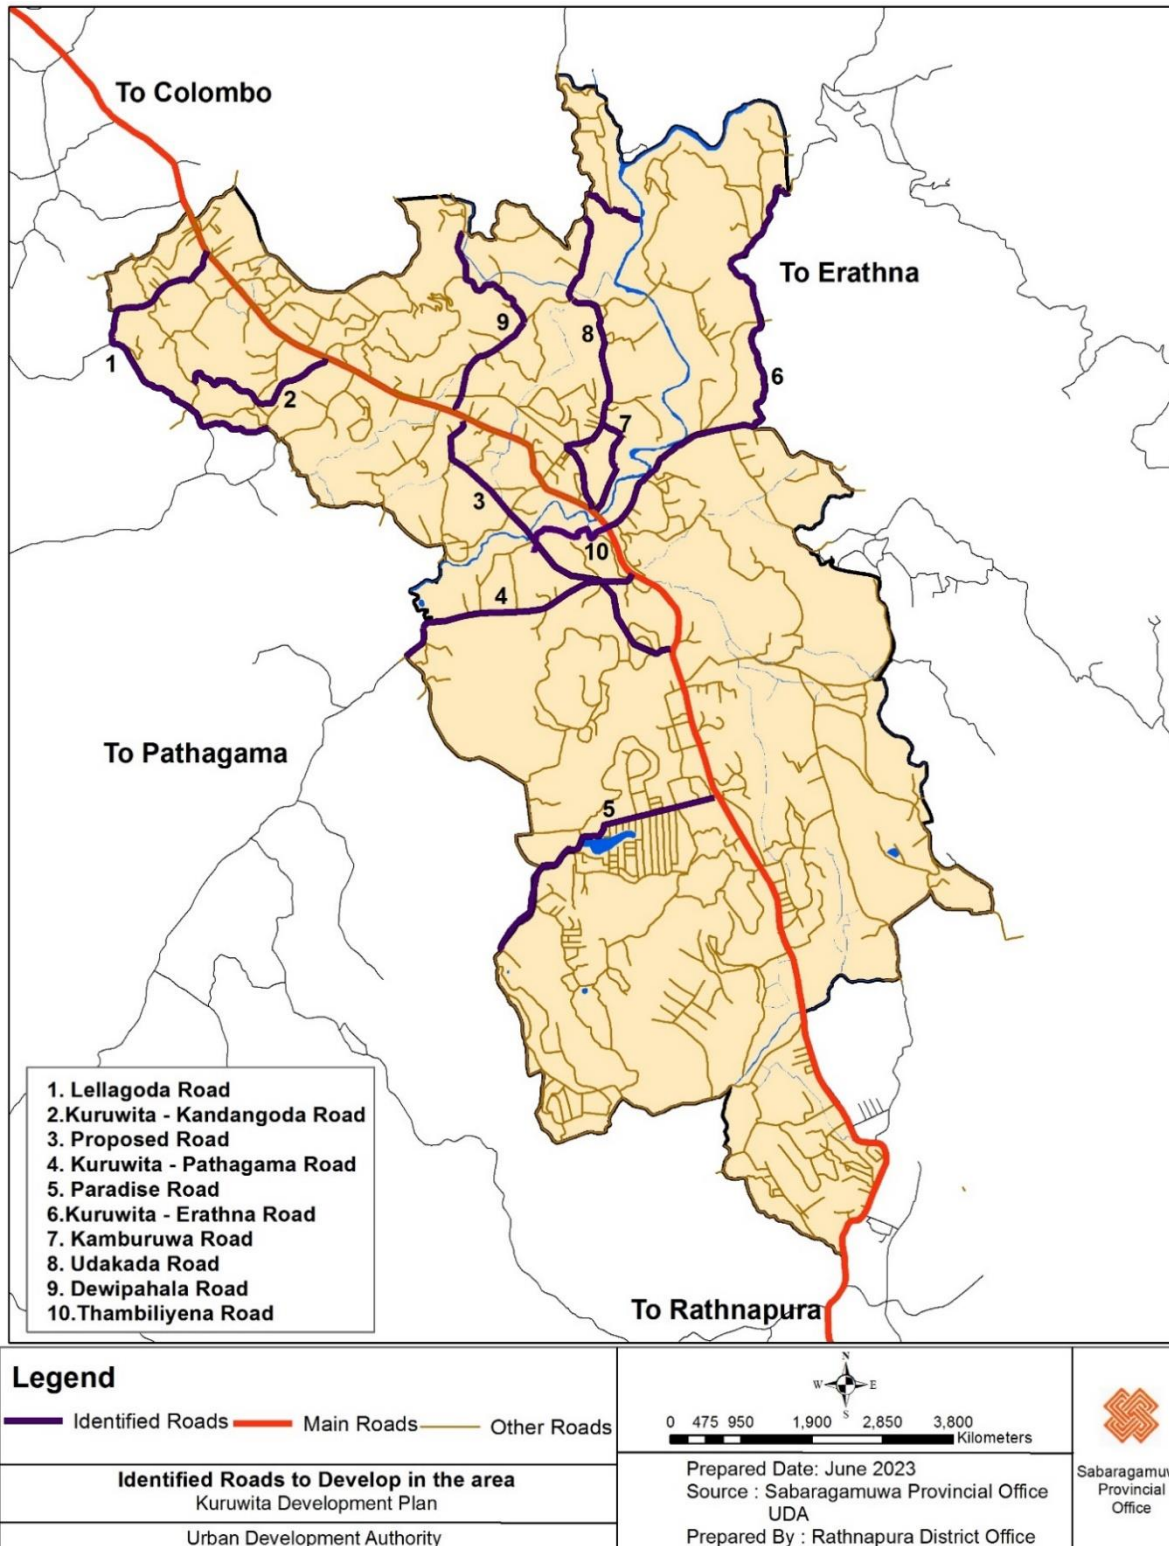 To Colombo
To Erathna
9
8
1
6
2
7
3
10
4
To Pathagama
5
1. Lellagoda Road
2.Kuruwita - Kandangoda Road
3. Proposed Road
4. Kuruwita - Pathagama Road
5. Paradise Road
6.Kuruwita - Erathna Road
7. Kamburuwa Road
8. Udakada Road
9. Dewipahala Road
10.Thambiliyena Road
To Rathnapura
Legend
Identified Roads Main Roads Other Roads
Identified Roads to Develop in the area
Kuruwita Development Plan
Urban Development Authority
N
W E
S
0 475 950 1,900 2,850 3,800
Kilometers
Prepared Date: June 2023
Source : Sabaragamuwa Provincial Office
UDA
Prepared By : Rathnapura District Office
Sabaragamuw
Provincial
Office